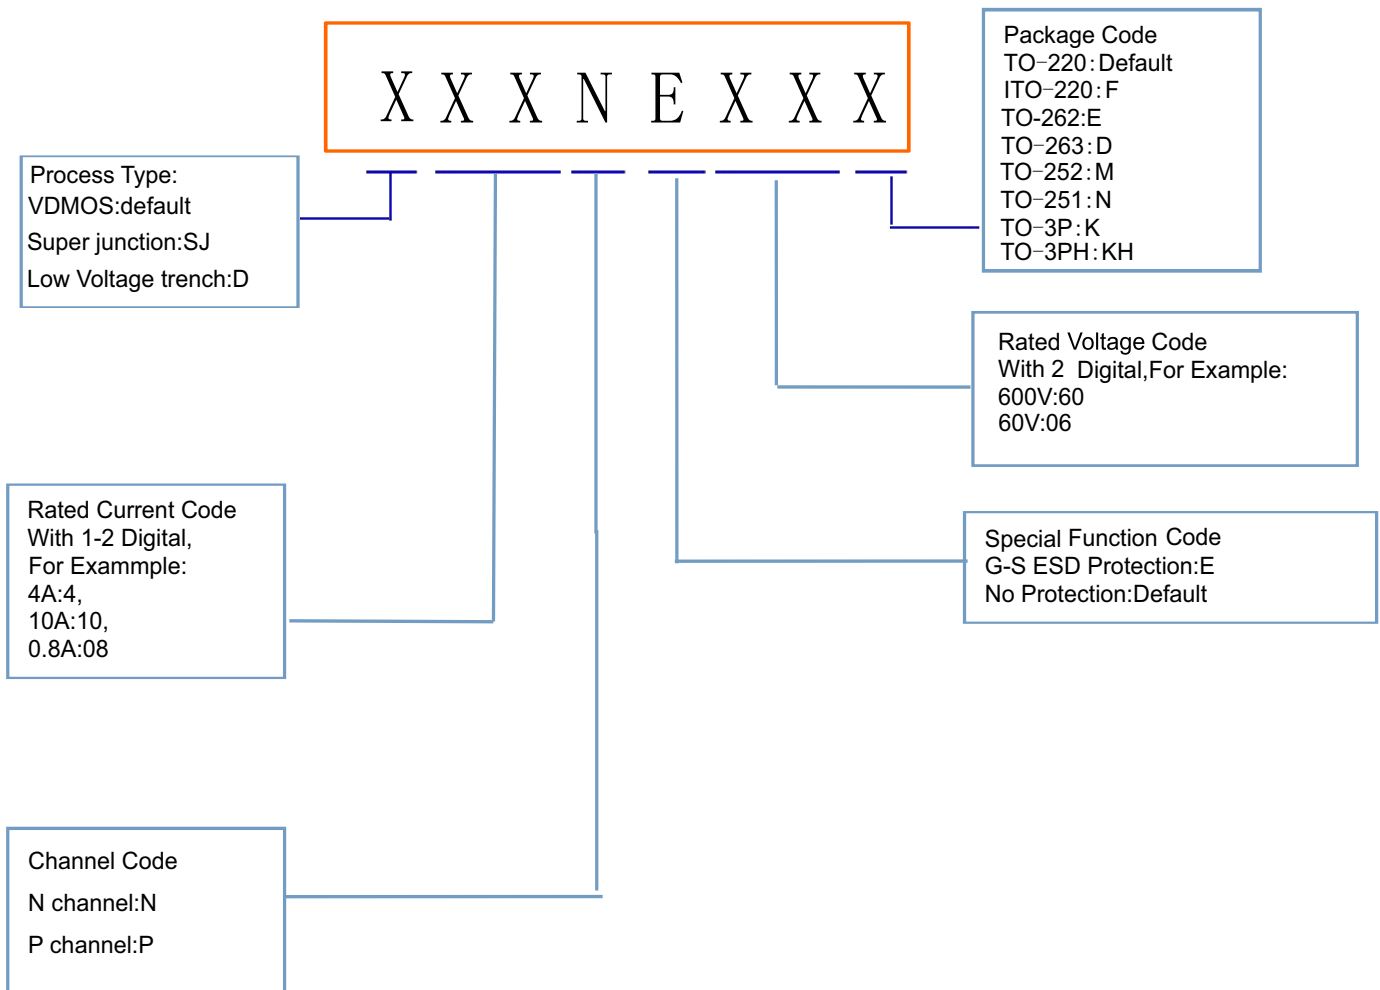 X X X N E X X X
Package Code
TO-220:Default
ITO-220:F
TO-262:E
TO-263:D
TO-252:M
TO-251:N
TO-3P:K
TO-3PH:KH
Process Type:
VDMOS:default
Super junction:SJ
Low Voltage trench:D
Rated Voltage Code
With 2 Digital,For Example:
600V:60
60V:06
Rated Current Code
With 1-2 Digital,
For Exammple:
4A:4,
10A:10,
0.8A:08
Special Function Code
G-S ESD Protection:E
No Protection:Default
Channel Code
N channel:N
P channel:P